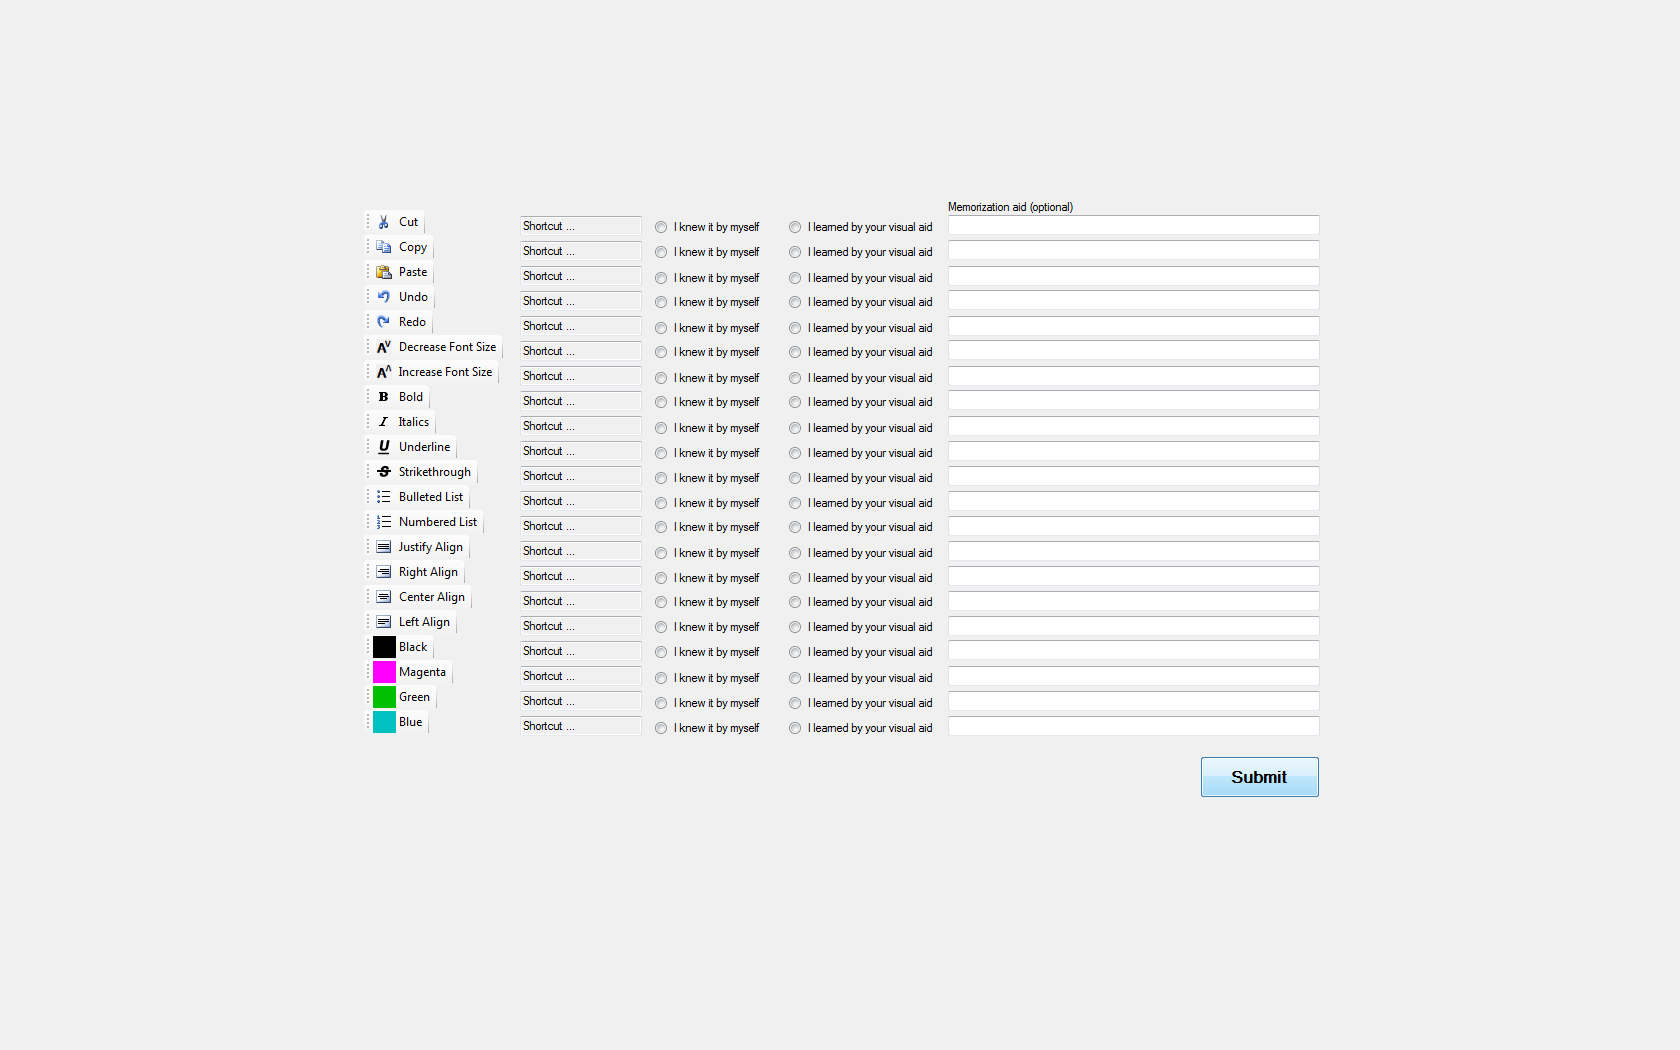 Memorization aid (optional)
Cut Shortcut ... I knew it by myself I learned by your visual aid
Copy Shortcut ... I knew it by myself I learned by your visual aid
Paste Shortcut ... I knew it by myself I learned by your visual aid
Undo Shortcut ... I knew it by myself I learned by your visual aid
Redo Shortcut ... I knew it by myself I learned by your visual aid
Decrease Font Size Shortcut ... I knew it by myself I learned by your visual aid
Increase Font Size Shortcut ... I knew it by myself I learned by your visual aid
Bold Shortcut ... I knew it by myself I learned by your visual aid
Italics Shortcut ... I knew it by myself I learned by your visual aid
Underline Shortcut ... I knew it by myself I learned by your visual aid
Strikethrough Shortcut ... I knew it by myself I learned by your visual aid
Bulleted List Shortcut ... I knew it by myself I learned by your visual aid
Numbered List Shortcut ... I knew it by myself I learned by your visual aid
Justify Align Shortcut ... I knew it by myself I learned by your visual aid
Right Align Shortcut ... I knew it by myself I learned by your visual aid
Center Align Shortcut ... I knew it by myself I learned by your visual aid
Left Align Shortcut ... I knew it by myself I learned by your visual aid
Black Shortcut ... I knew it by myself I learned by your visual aid
Magenta Shortcut ... I knew it by myself I learned by your visual aid
Green Shortcut ... I knew it by myself I learned by your visual aid
Blue Shortcut ... I knew it by myself I learned by your visual aid
Submit